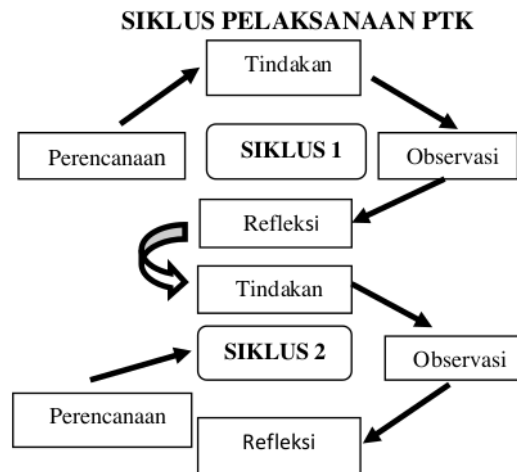 SIKLUS PELAKSANAAN PTK
Tindakan
Perencanaan
SIKLUS 1
Observasi
Refleksi
Tindakan
SIKLUS 2
Observasi
Perencanaan
Refleksi